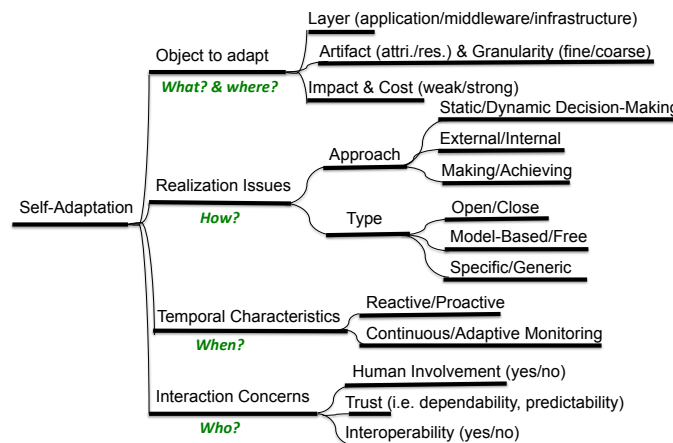 Layer (application/middleware/infrastructure)
Object to adapt
Artifact (attri./res.) & Granularity (fine/coarse)
What? & where?
Impact & Cost (weak/strong)
Static/Dynamic Decision-Making
Approach
External/Internal
Making/Achieving
Realization Issues
How?
Self-Adaptation
Type
Open/Close
Model-Based/Free
Specific/Generic
Temporal Characteristics
When?
Reactive/Proactive
Continuous/Adaptive Monitoring
Interaction Concerns
Who?
Human Involvement (yes/no)
Trust (i.e. dependability, predictability)
Interoperability (yes/no)